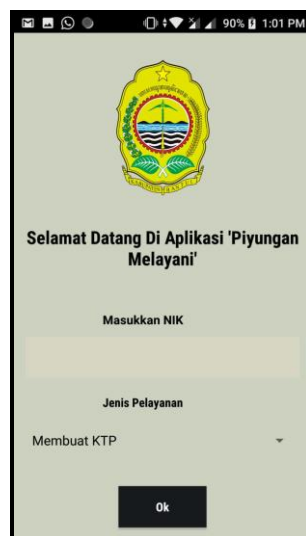 90% 1:01 PM
Selamat Datang Di Aplikasi 'Piyungan
Melayani'
Masukkan NIK
Jenis Pelayanan
Membuat KTP
Ok